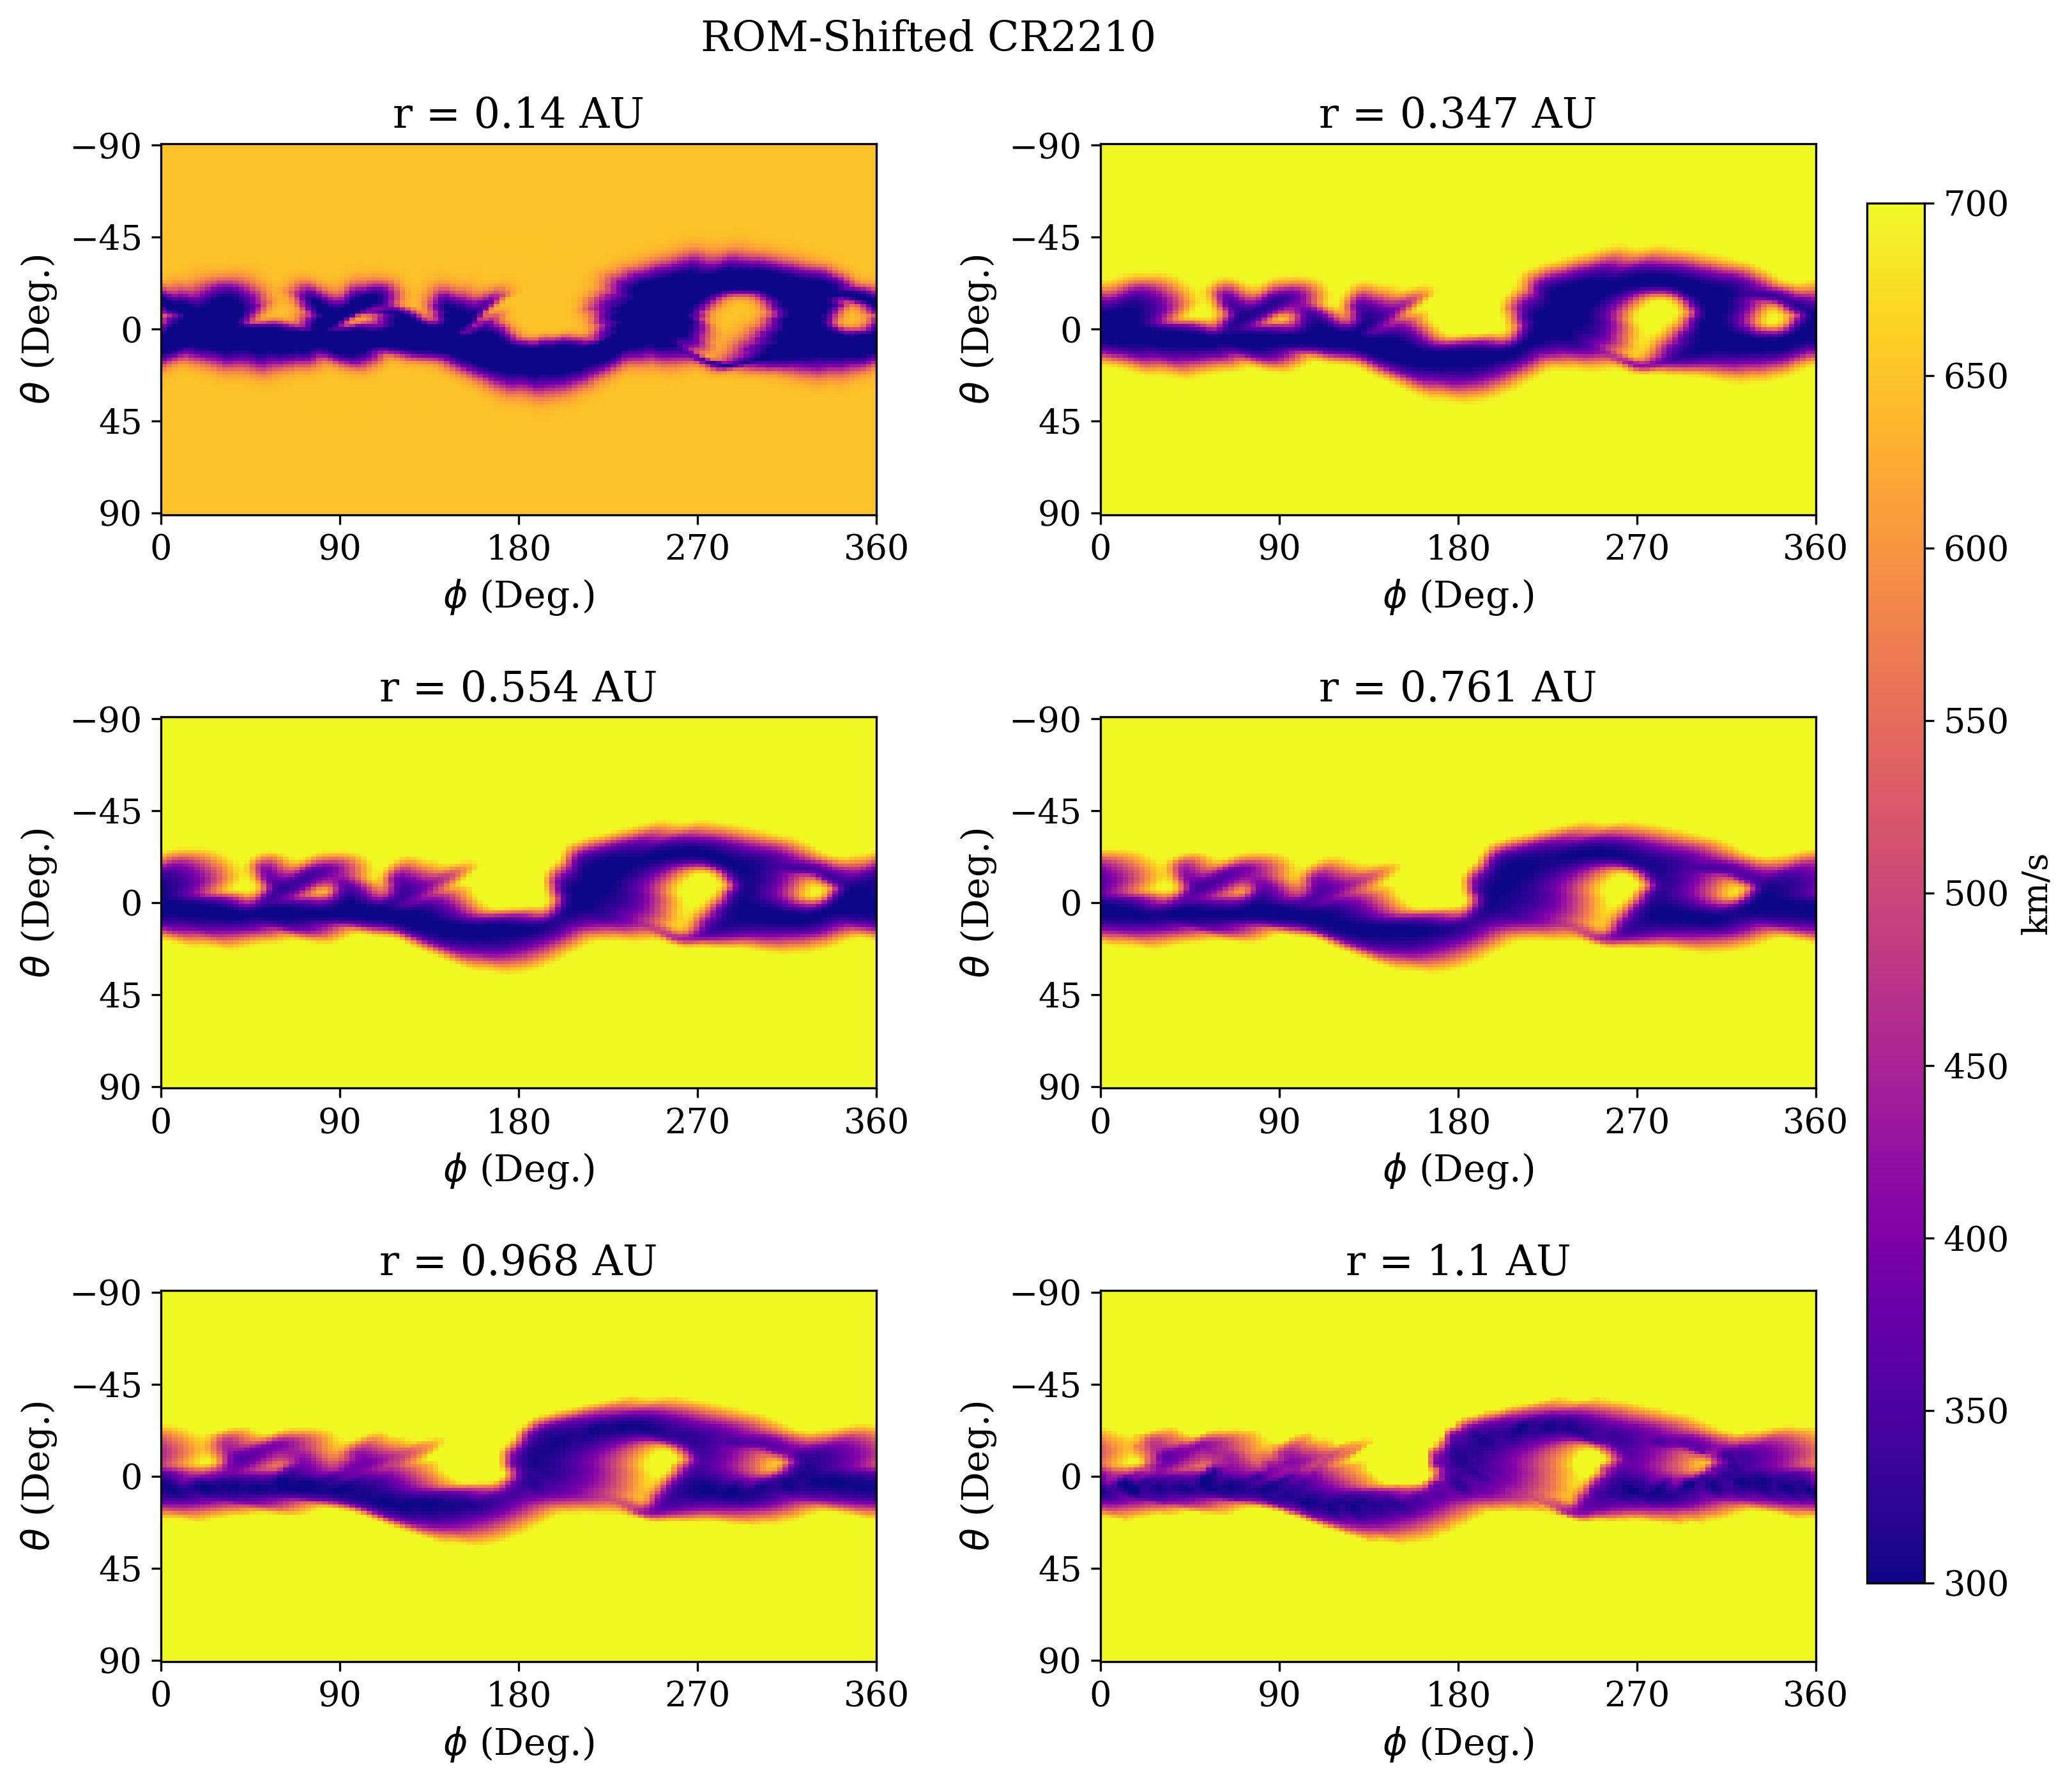 ROM-Shifted CR2210
r = 0.14 AU
−90
−45
0
45
90
θ (Deg.)
0 90 180 270 360
ϕ (Deg.)
r = 0.347 AU
−90
−45
0
45
90
θ (Deg.)
0 90 180 270 360
ϕ (Deg.)
r = 0.554 AU
−90
−45
0
45
90
θ (Deg.)
0 90 180 270 360
ϕ (Deg.)
r = 0.761 AU
−90
−45
0
45
90
θ (Deg.)
0 90 180 270 360
ϕ (Deg.)
r = 0.968 AU
−90
−45
0
45
90
θ (Deg.)
0 90 180 270 360
ϕ (Deg.)
r = 1.1 AU
−90
−45
0
45
90
θ (Deg.)
0 90 180 270 360
ϕ (Deg.)
700
650
600
550
500
450
400
350
300
km/s